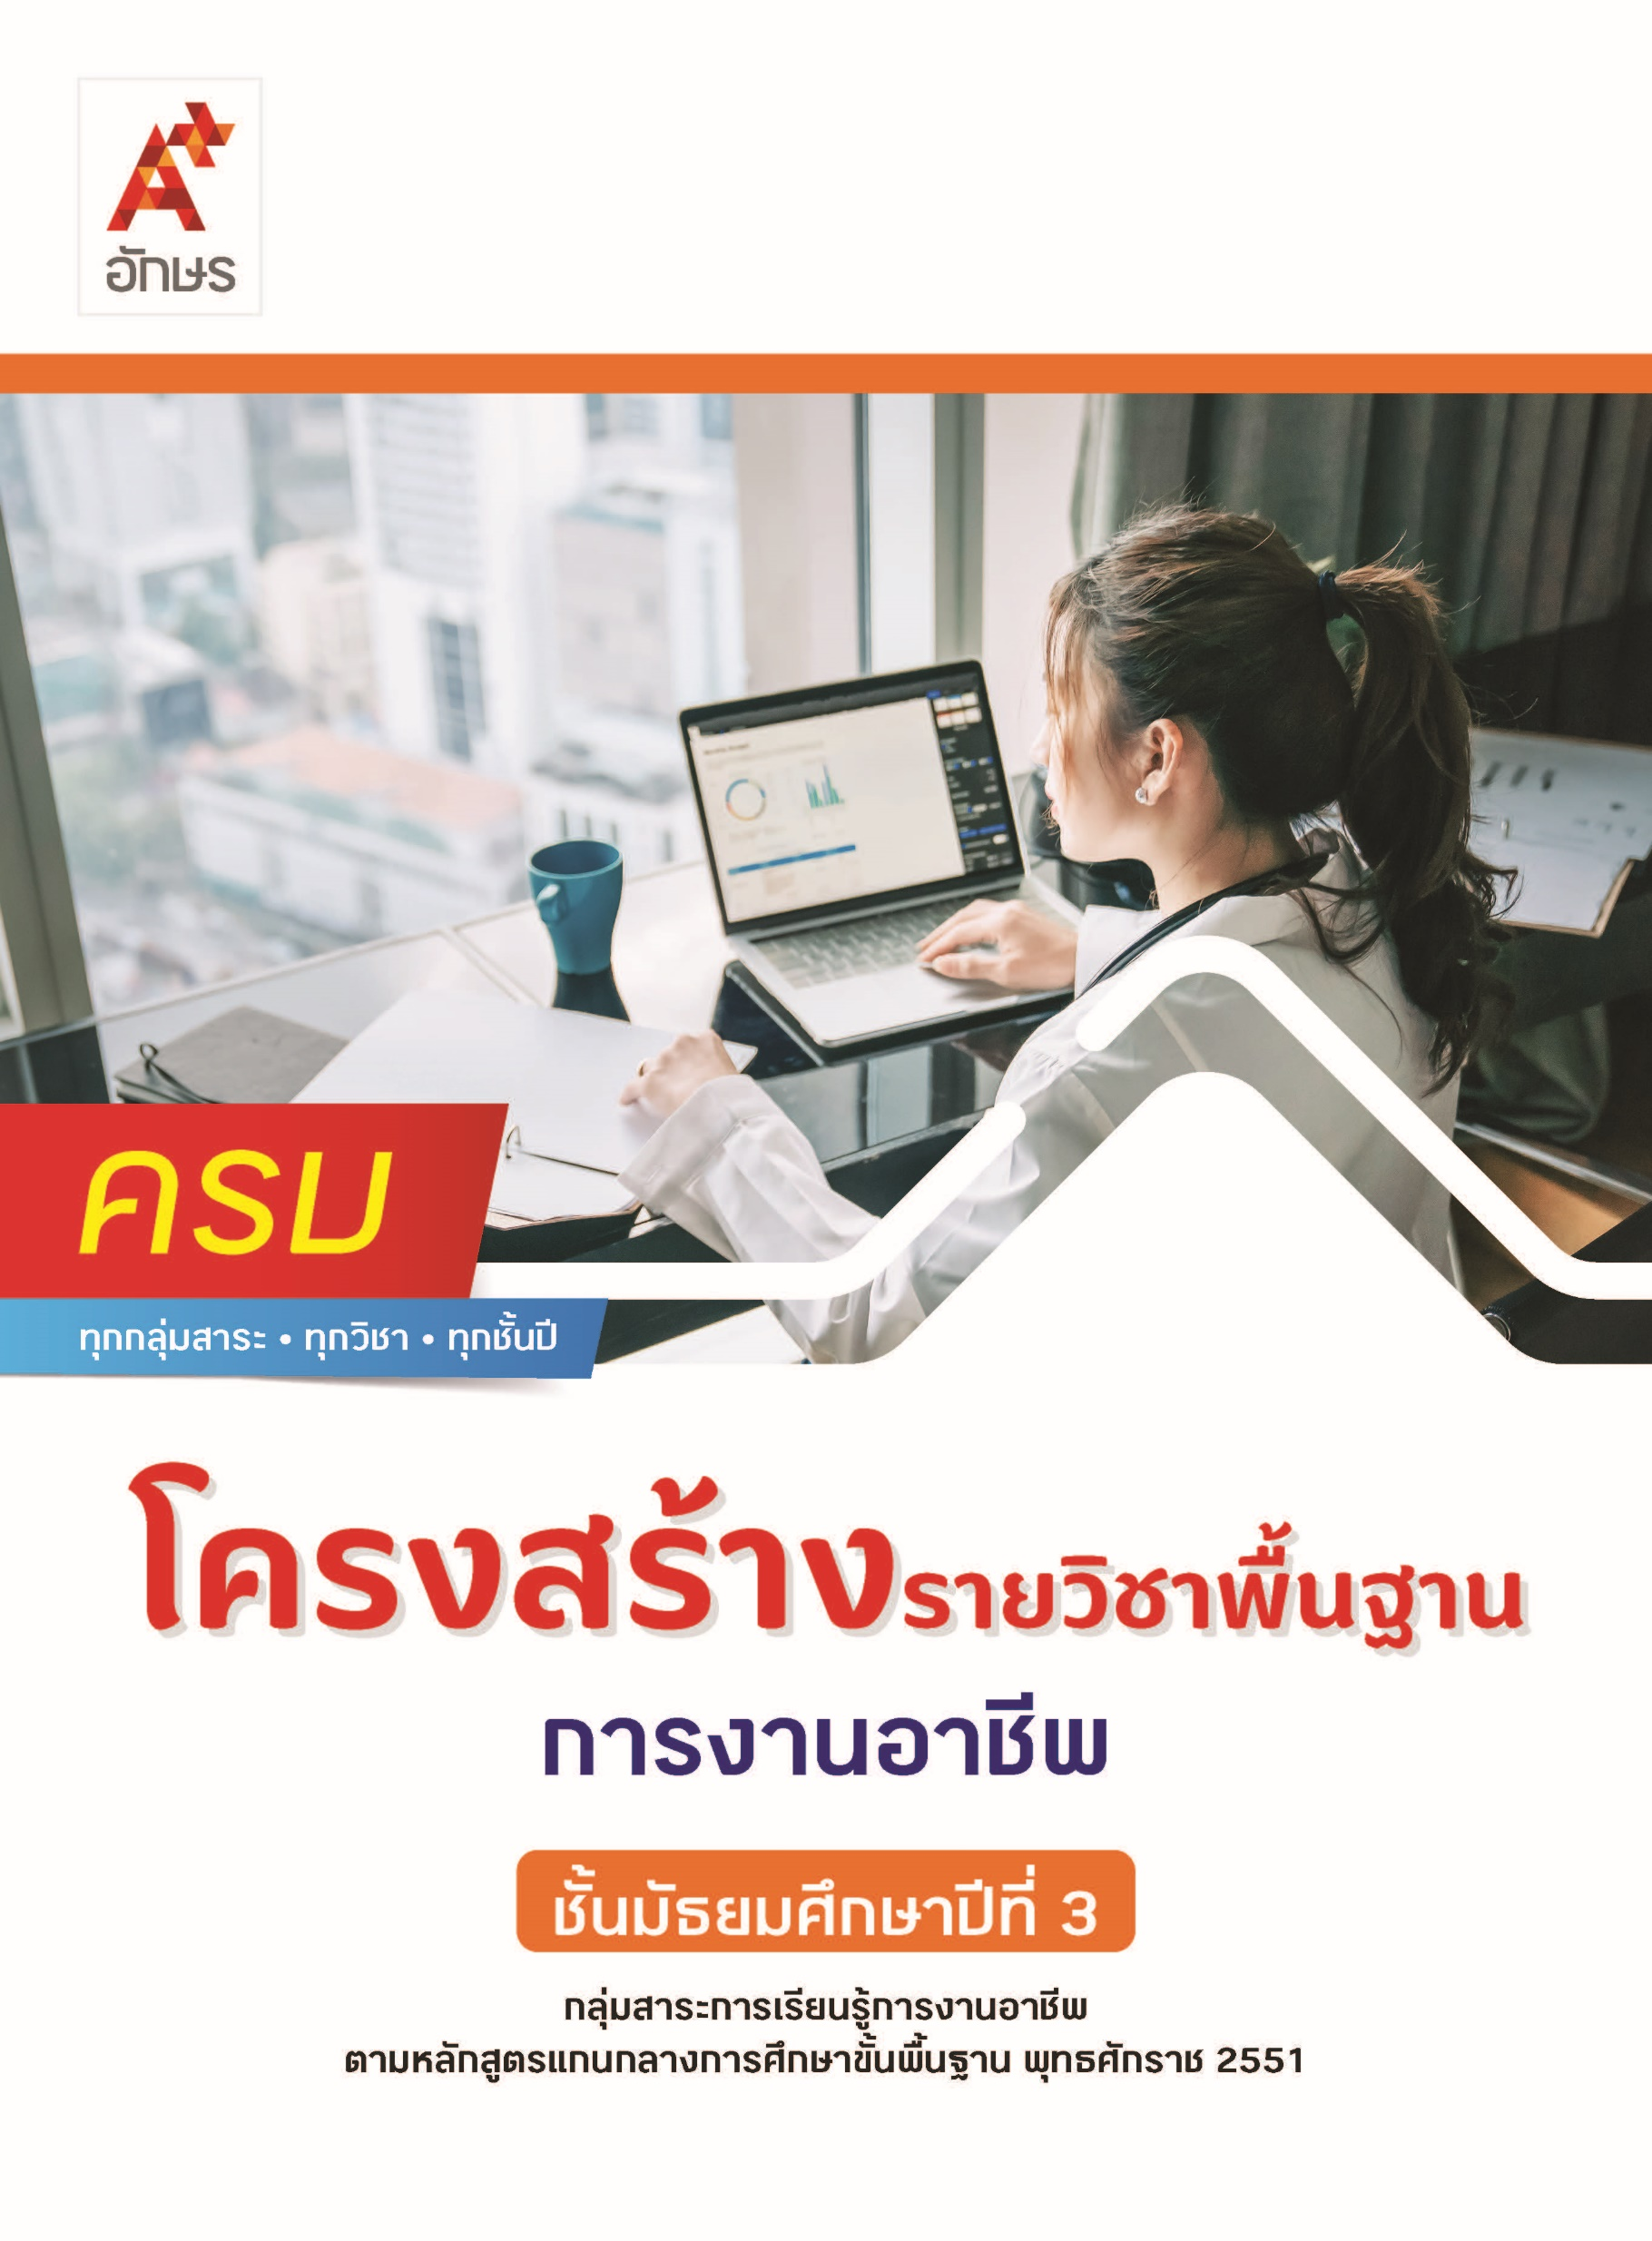 อักษร
ครบ
ทุกกลุ่มสาระ • ทุกวิชา • ทุกชั้นปี
โครงสร้างรายวิชาพื้นฐาน
การงานอาชีพ
ชั้นมัธยมศึกษาปีที่ 3
กลุ่มสาระการเรียนรู้การงานอาชีพ
ตามหลักสูตรแกนกลางการศึกษาขั้นพื้นฐาน พุทธศักราช 2551